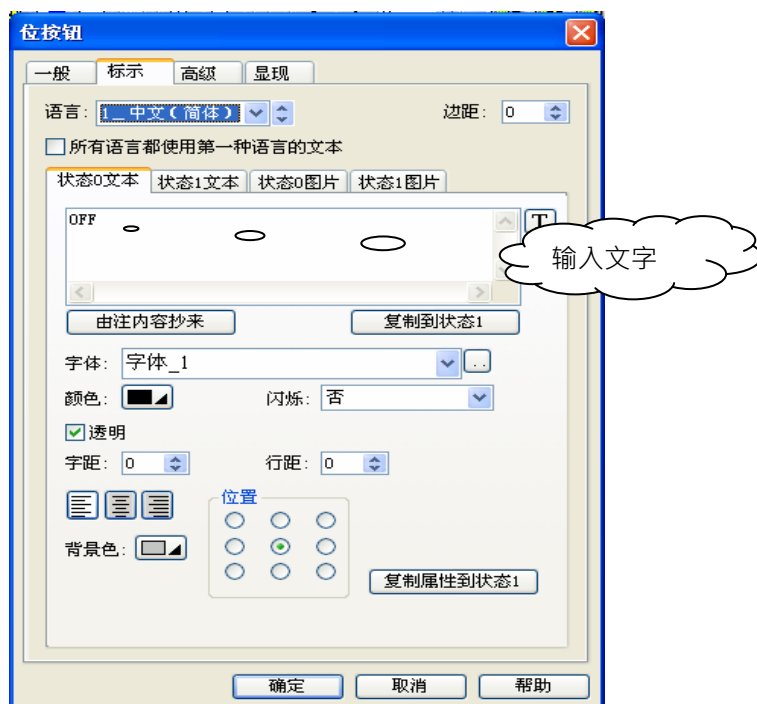 位按钮
一般 标示 高级 显现
语言: 1_中文(简体) 边距: 0
所有语言都使用第一种语言的文本
状态0文本 状态1文本 状态0图片 状态1图片
OFF T
输入文字
由注内容抄来 复制到状态1
字体: 字体_1 ..
颜色: 闪烁: 否
透明
字距: 0 行距: 0
位置
背景色:
复制属性到状态1
确定 取消 帮助